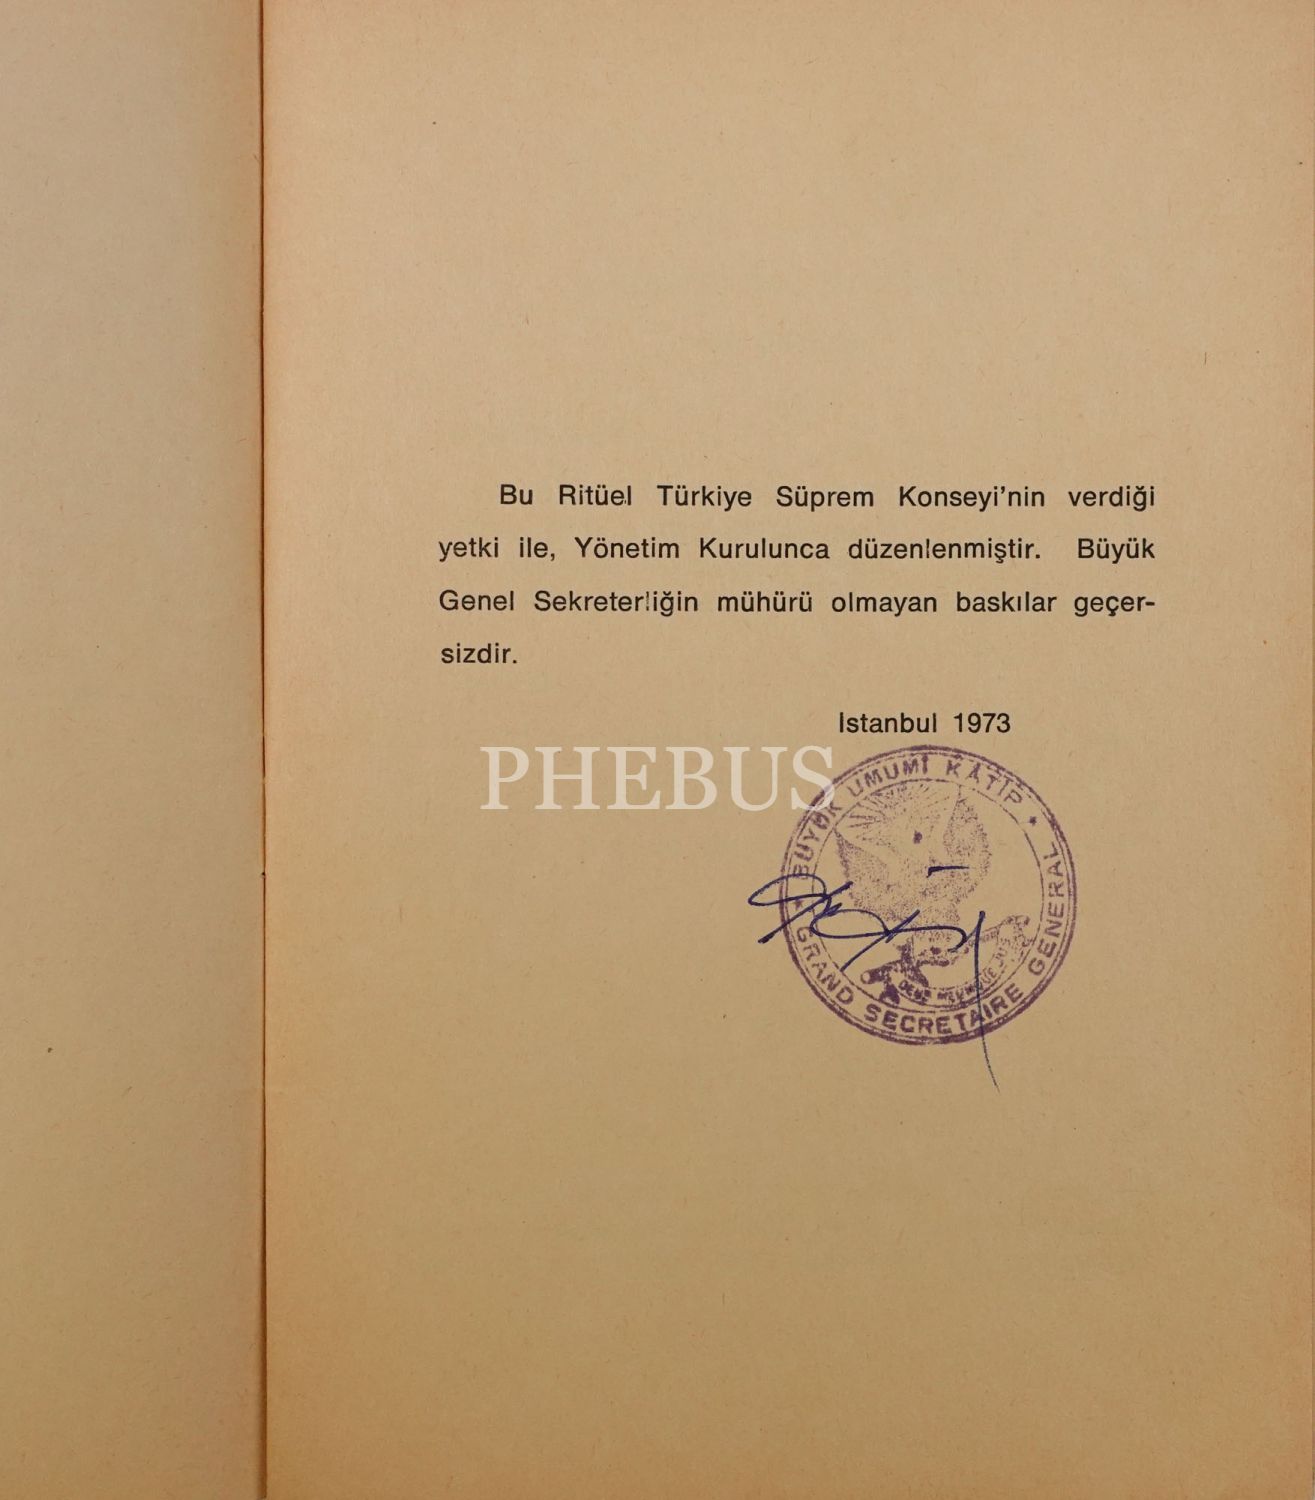 Bu Ritüel Türkiye Süprem Konseyi'nin verdiği
yetki ile, Yönetim Kurulunca düzenlenmiştir. Büyük
Genel Sekreterliğin mühürü olmayan baskılar geçer-
sizdir.
Istanbul 1973
PHEBUS
BÜYÜK UMUMİ KATİP
GRAND SECRETAIRE GENERAL